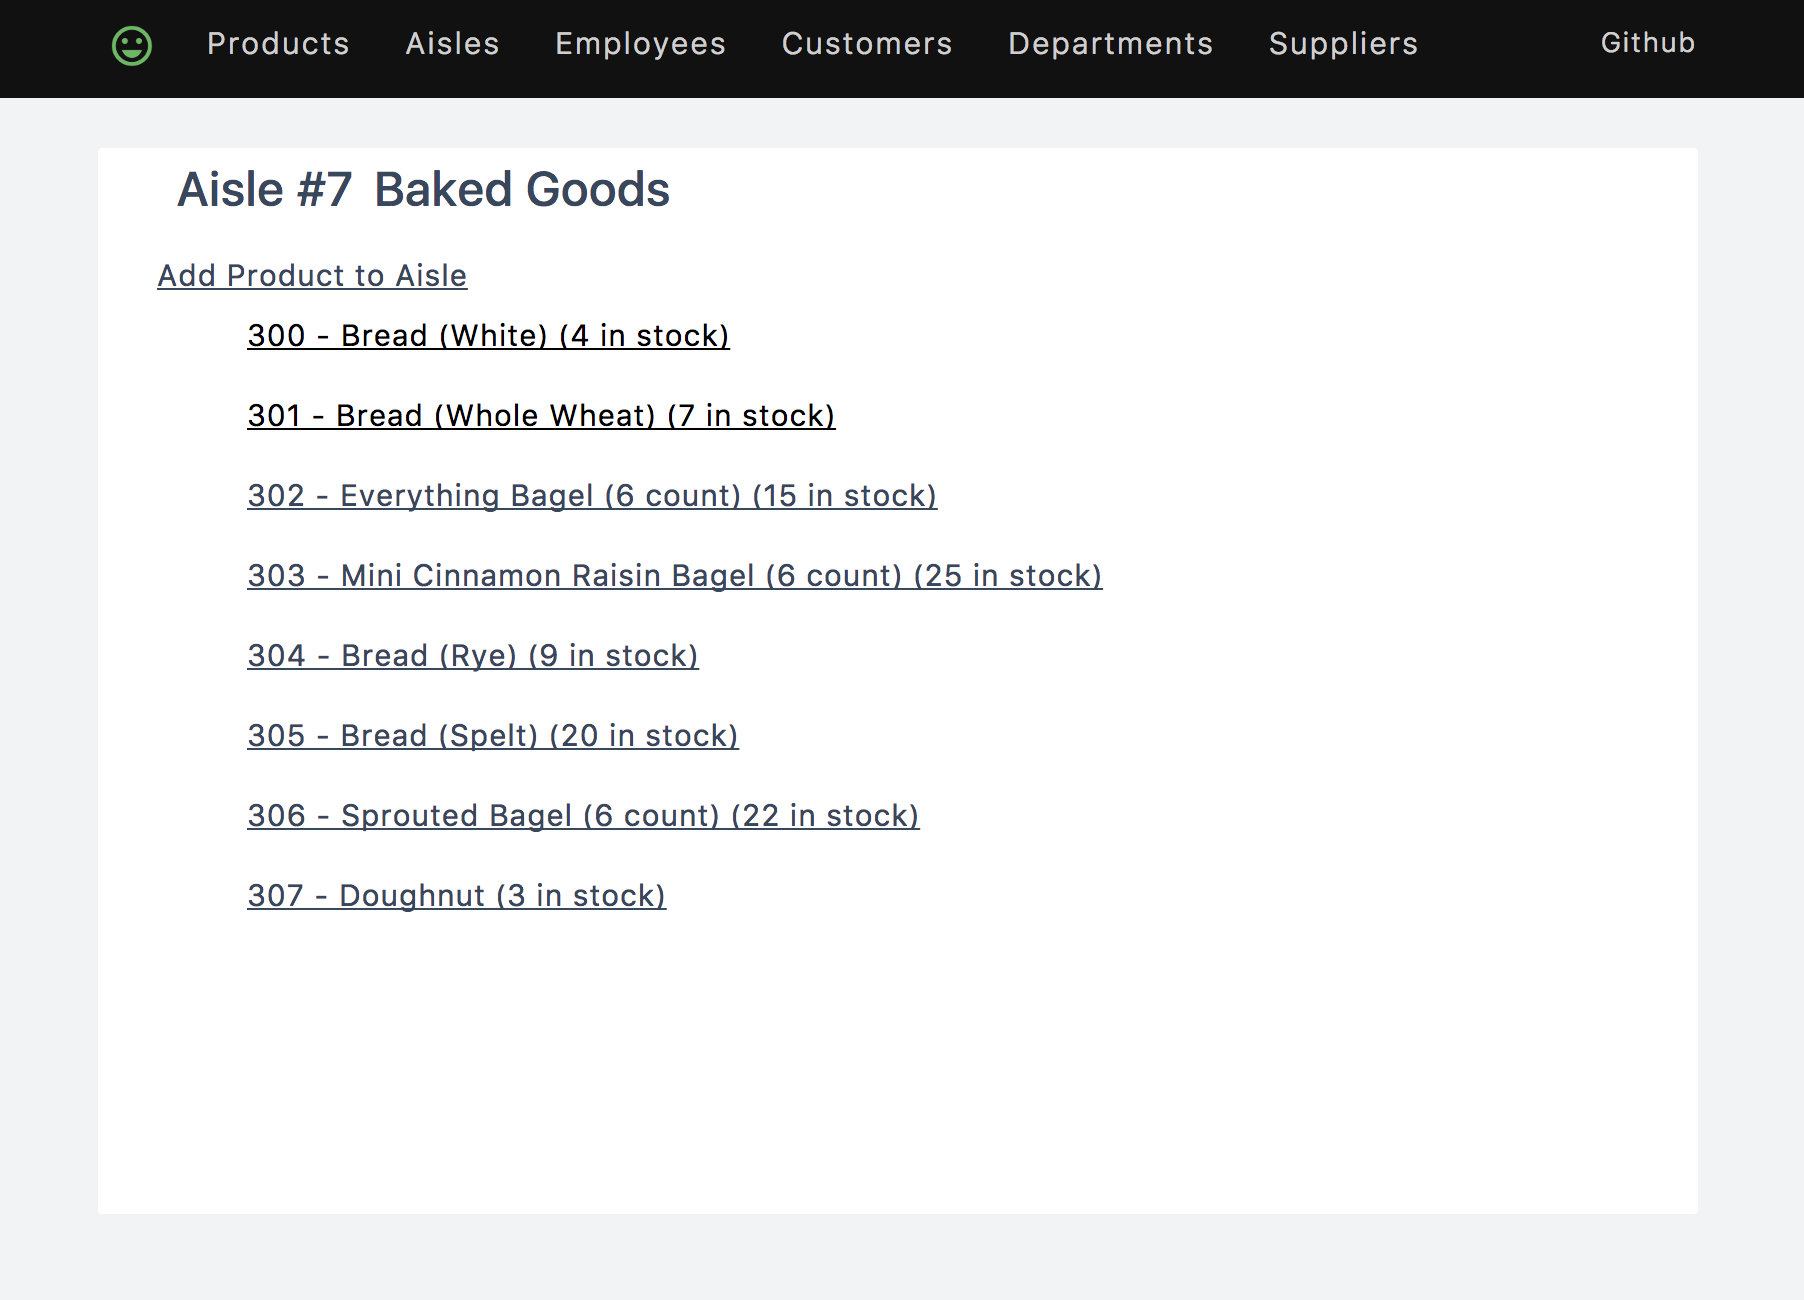 Products Aisles Employees Customers Departments Suppliers Github
Aisle #7 Baked Goods
Add Product to Aisle
300 - Bread (White) (4 in stock)
301 - Bread (Whole Wheat) (7 in stock)
302 - Everything Bagel (6 count) (15 in stock)
303 - Mini Cinnamon Raisin Bagel (6 count) (25 in stock)
304 - Bread (Rye) (9 in stock)
305 - Bread (Spelt) (20 in stock)
306 - Sprouted Bagel (6 count) (22 in stock)
307 - Doughnut (3 in stock)